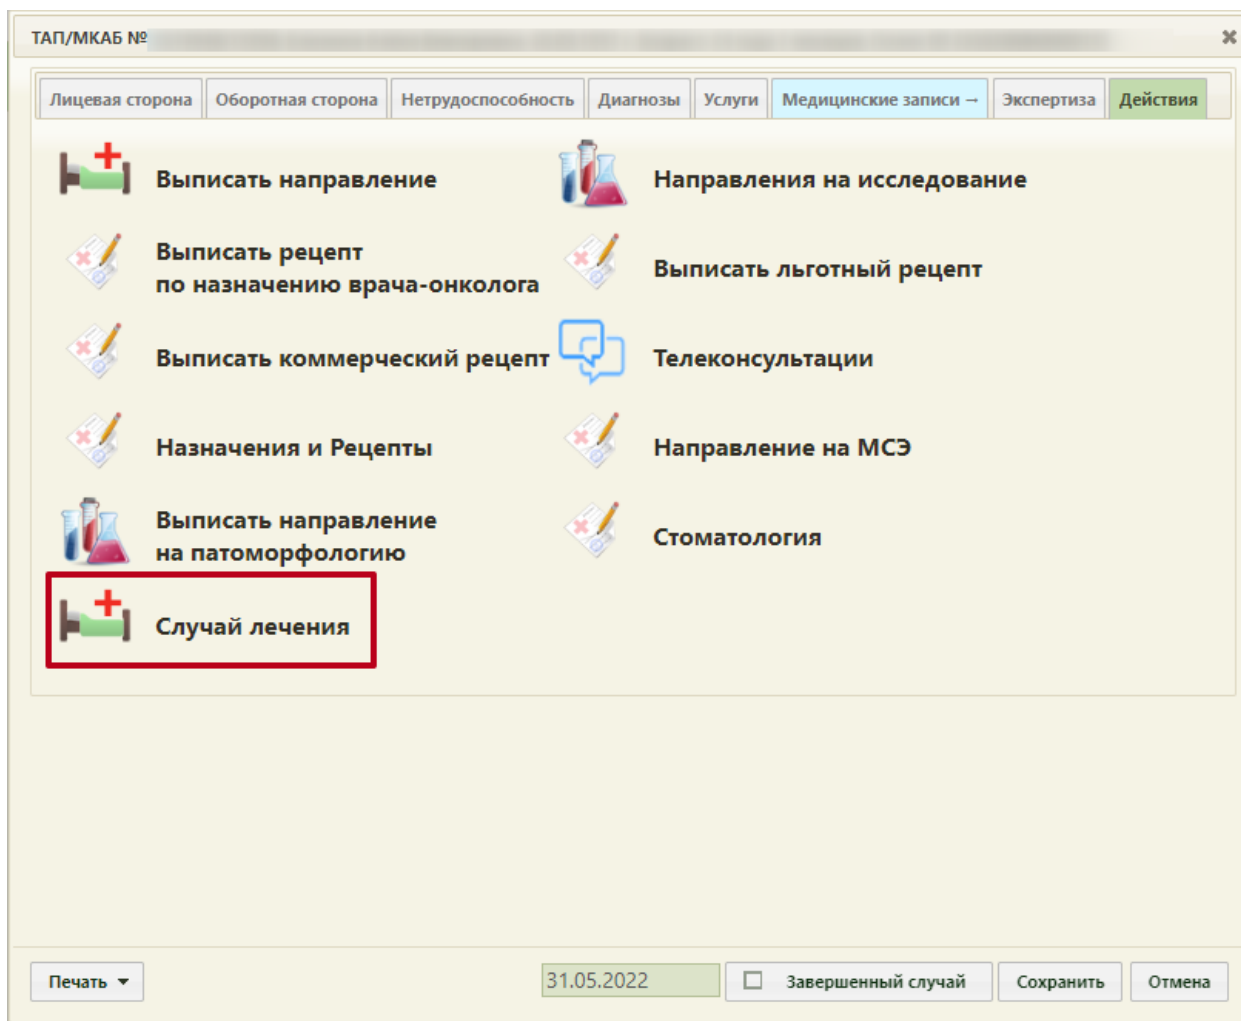 ТАП/МКАБ №
Лицевая сторона Оборотная сторона Нетрудоспособность Диагнозы Услуги Медицинские записи → Экспертиза Действия
Выписать направление
Направления на исследование
Выписать рецепт
по назначению врача-онколога
Выписать льготный рецепт
Выписать коммерческий рецепт
Телеконсультации
Назначения и Рецепты
Направление на МСЭ
Выписать направление
на патоморфологию
Стоматология
Случай лечения
Печать 31.05.2022 Завершенный случай Сохранить Отмена